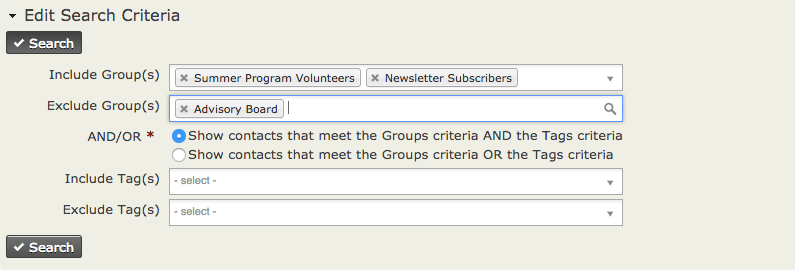 Edit Search Criteria
Search
Include Group(s) Summer Program Volunteers Newsletter Subscribers
Exclude Group(s) Advisory Board
AND/OR * Show contacts that meet the Groups criteria AND the Tags criteria
Show contacts that meet the Groups criteria OR the Tags criteria
Include Tag(s) - select -
Exclude Tag(s) - select -
Search